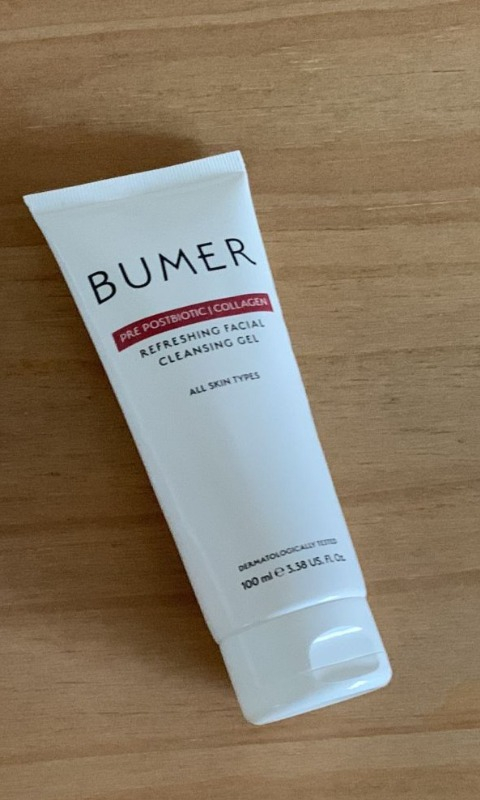 BUMER
PRE POSTBIOTIC | COLLAGEN
REFRESHING FACIAL
CLEANSING GEL
ALL SKIN TYPES
DERMATOLOGICALLY TESTED
100 ml ℮ 3.38 US. Fl. Oz.